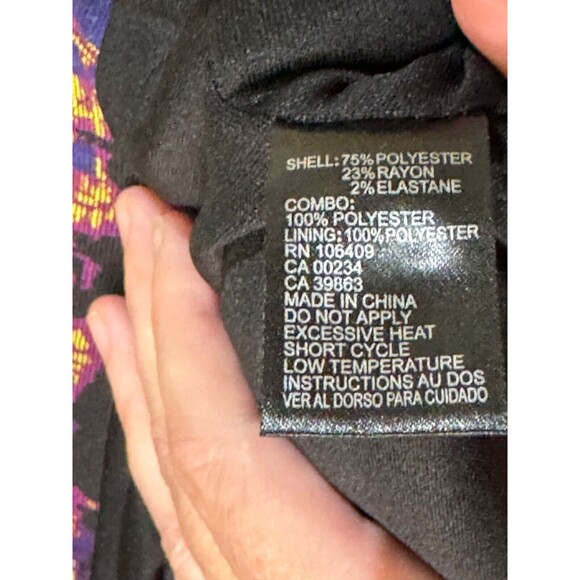 SHELL: 75% POLYESTER
23% RAYON
2% ELASTANE
COMBO:
100% POLYESTER
LINING: 100% POLYESTER
RN 106409
CA 00234
CA 39863
MADE IN CHINA
DO NOT APPLY
EXCESSIVE HEAT
SHORT CYCLE
LOW TEMPERATURE
INSTRUCTIONS AU DOS
VER AL DORSO PARA CUIDADO